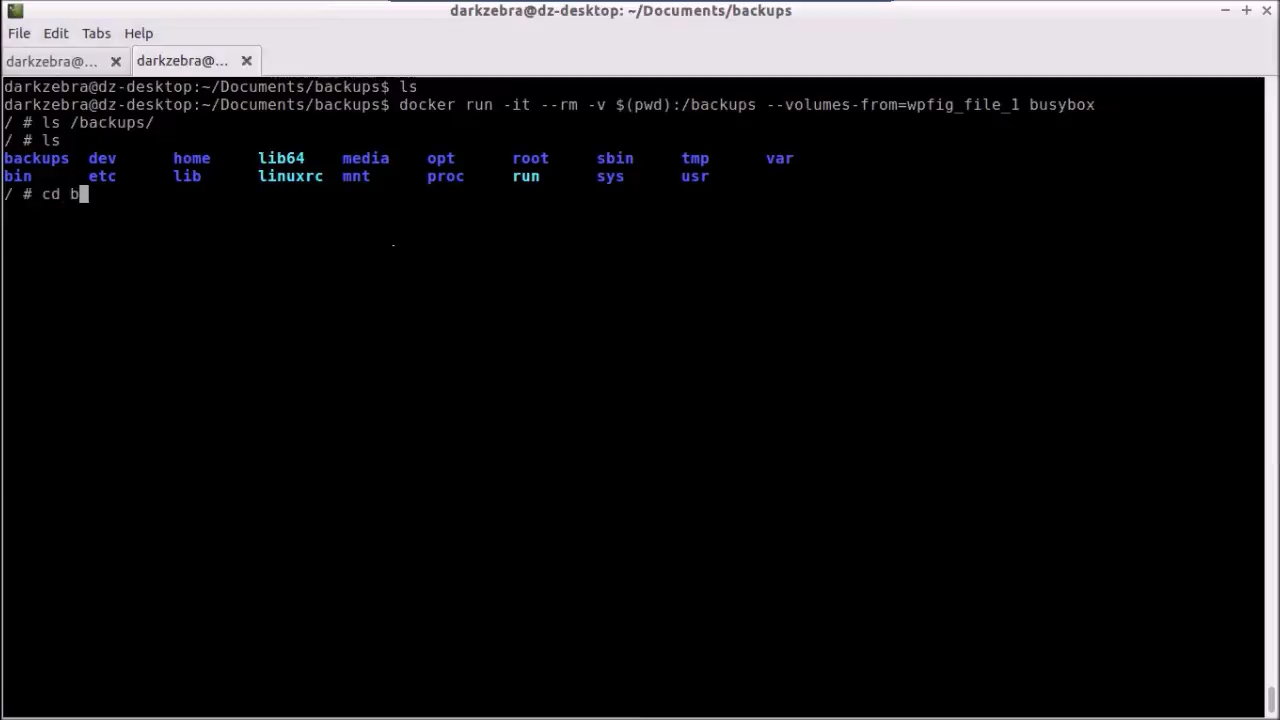 darkzebra@dz-desktop: ~/Documents/backups
File Edit Tabs Help
darkzebra@... darkzebra@...
darkzebra@dz-desktop:~/Documents/backups$ ls
darkzebra@dz-desktop:~/Documents/backups$ docker run -it --rm -v $(pwd):/backups --volumes-from=wpfig_file_1 busybox
/ # ls /backups/
/ # ls
backups dev home lib64 media opt root sbin tmp var
bin etc lib linuxrc mnt proc run sys usr
/ # cd b